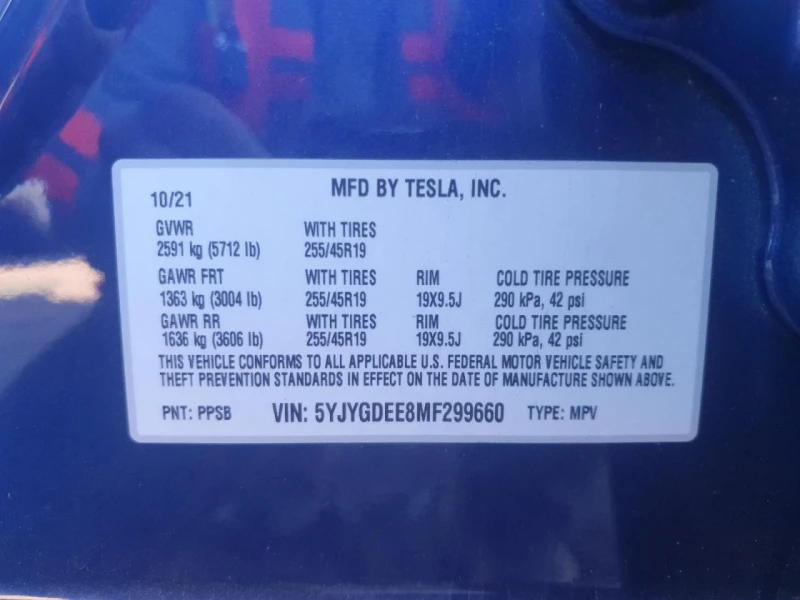 10/21 MFD BY TESLA, INC.
GVWR WITH TIRES
2591 kg (5712 lb) 255/45R19
GAWR FRT WITH TIRES RIM COLD TIRE PRESSURE
1363 kg (3004 lb) 255/45R19 19X9.5J 290 kPa, 42 psi
GAWR RR WITH TIRES RIM COLD TIRE PRESSURE
1636 kg (3606 lb) 255/45R19 19X9.5J 290 kPa, 42 psi
THIS VEHICLE CONFORMS TO ALL APPLICABLE U.S. FEDERAL MOTOR VEHICLE SAFETY AND
THEFT PREVENTION STANDARDS IN EFFECT ON THE DATE OF MANUFACTURE SHOWN ABOVE.
PNT: PPSB VIN: 5YJYGDEE8MF299660 TYPE: MPV